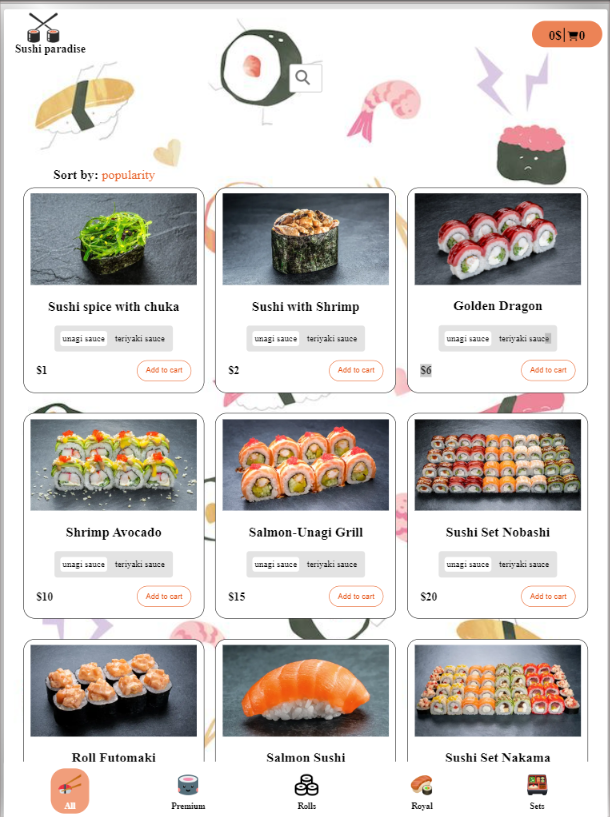 Sushi paradise
0$ 0
Sort by: popularity
Sushi spice with chuka
unagi sauce teriyaki sauce
$1 Add to cart
Sushi with Shrimp
unagi sauce teriyaki sauce
$2 Add to cart
Golden Dragon
unagi sauce teriyaki sauce
$6 Add to cart
Shrimp Avocado
unagi sauce teriyaki sauce
$10 Add to cart
Salmon-Unagi Grill
unagi sauce teriyaki sauce
$15 Add to cart
Sushi Set Nobashi
unagi sauce teriyaki sauce
$20 Add to cart
Roll Futomaki
Salmon Sushi
Sushi Set Nakama
All
Premium
Rolls
Royal
Sets